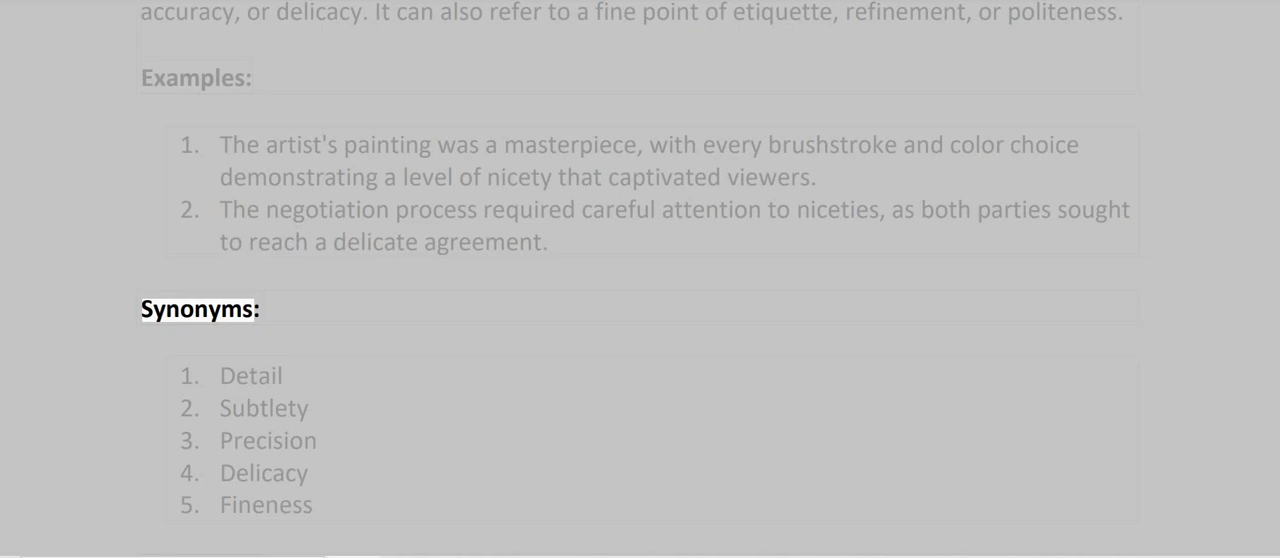 accuracy, or delicacy. It can also refer to a fine point of etiquette, refinement, or politeness.
Examples:
1. The artist's painting was a masterpiece, with every brushstroke and color choice
demonstrating a level of nicety that captivated viewers.
2. The negotiation process required careful attention to niceties, as both parties sought
to reach a delicate agreement.
Synonyms:
1. Detail
2. Subtlety
3. Precision
4. Delicacy
5. Fineness